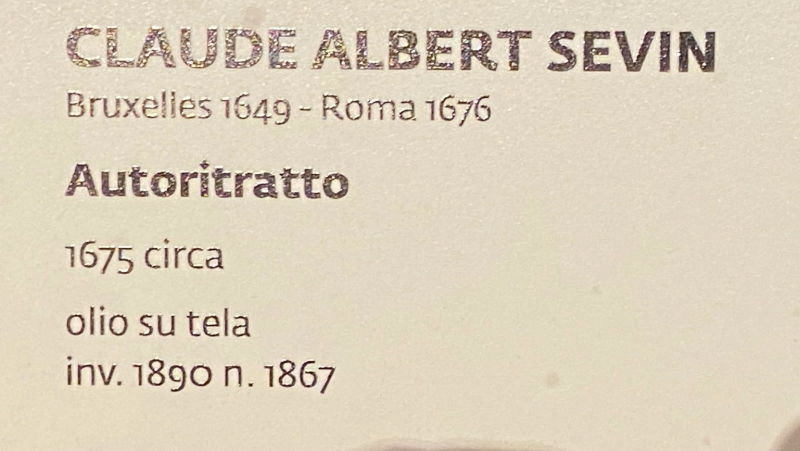 CLAUDE ALBERT SEVIN
Bruxelles 1649 - Roma 1676
Autoritratto
1675 circa
olio su tela
inv. 1890 n. 1867